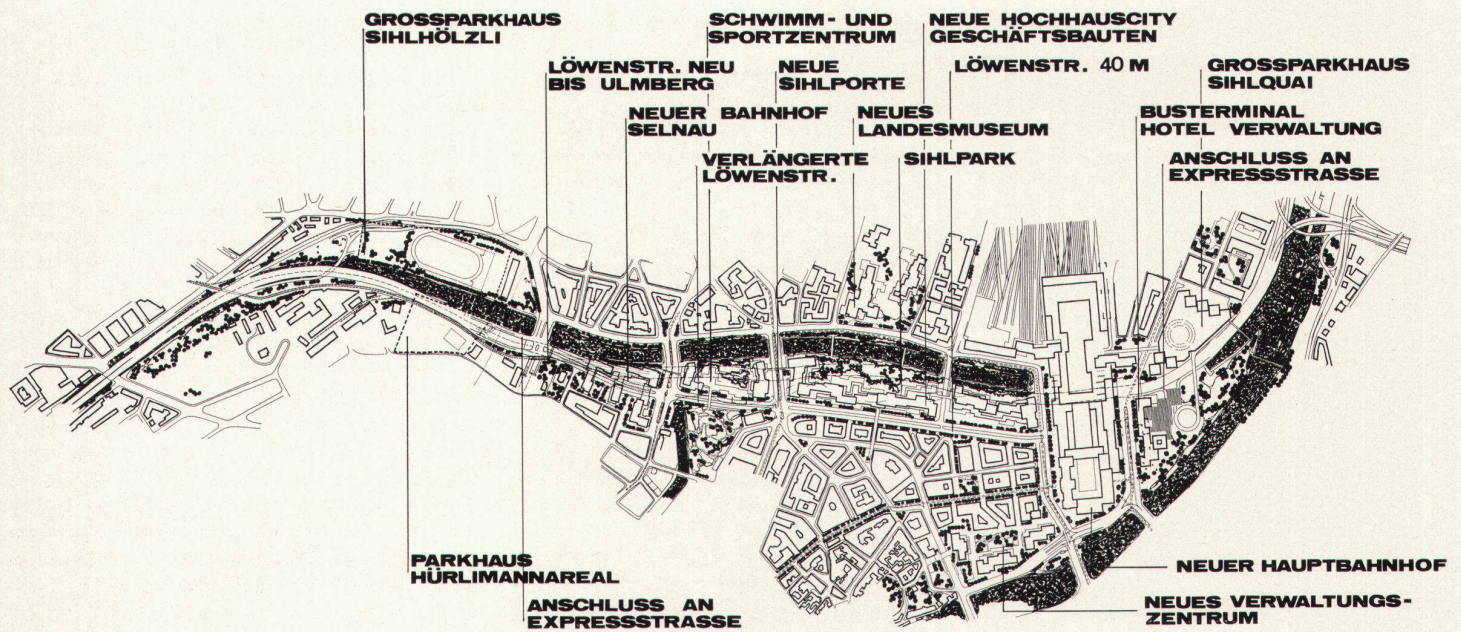 GROSSPARKHAUS
SIHLHÖLZLI
SCHWIMM- UND
SPORTZENTRUM
NEUE HOCHHAUSCITY
GESCHÄFTSBAUTEN
LÖWENSTR. NEU
BIS ULMBERG
NEUE
SIHLPORTE
LÖWENSTR. 40 M
GROSSPARKHAUS
SIHLQUAI
NEUER BAHNHOF
SELNAU
NEUES
LANDESMUSEUM
BUSTERMINAL
HOTEL VERWALTUNG
VERLÄNGERTE
LÖWENSTR.
SIHLPARK
ANSCHLUSS AN
EXPRESSSTRASSE
PARKHAUS
HÜRLIMANNAREAL
ANSCHLUSS AN
EXPRESSSTRASSE
NEUER HAUPTBAHNHOF
NEUES VERWALTUNGS-
ZENTRUM